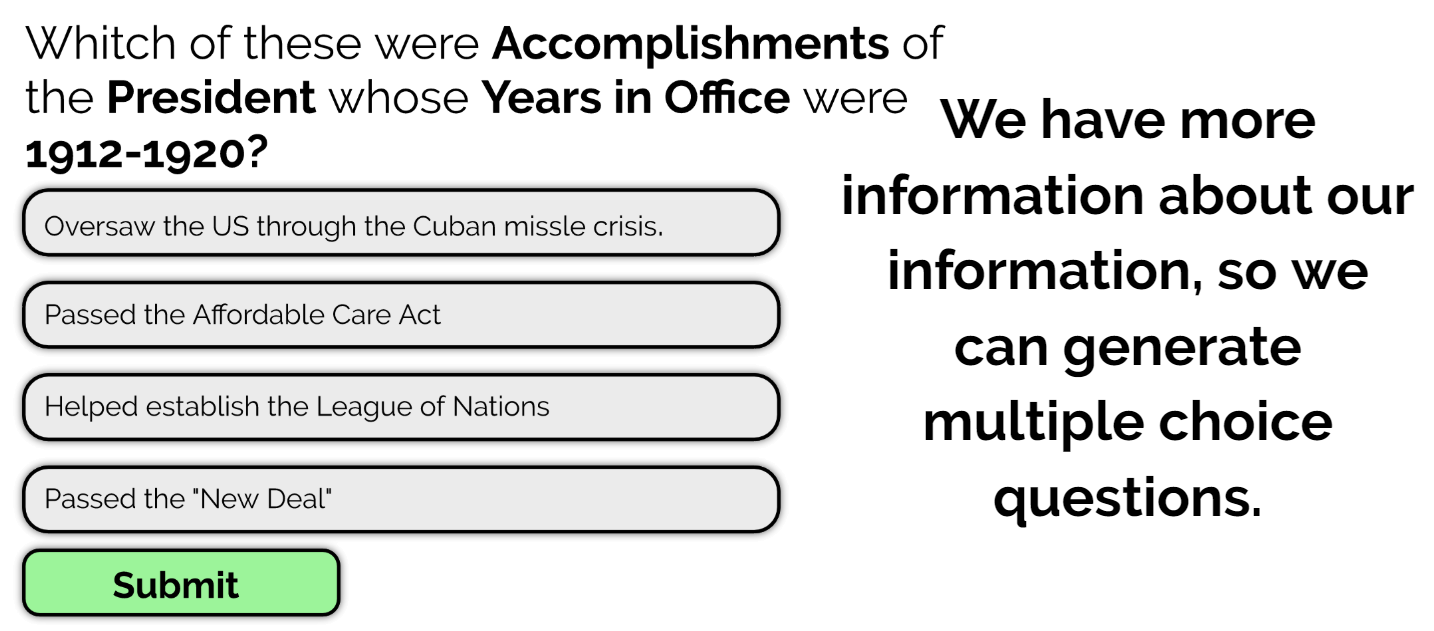 Whitch of these were Accomplishments of
the President whose Years in Office were
1912-1920?
Oversaw the US through the Cuban missle crisis.
Passed the Affordable Care Act
Helped establish the League of Nations
Passed the "New Deal"
Submit
We have more
information about our
information, so we
can generate
multiple choice
questions.